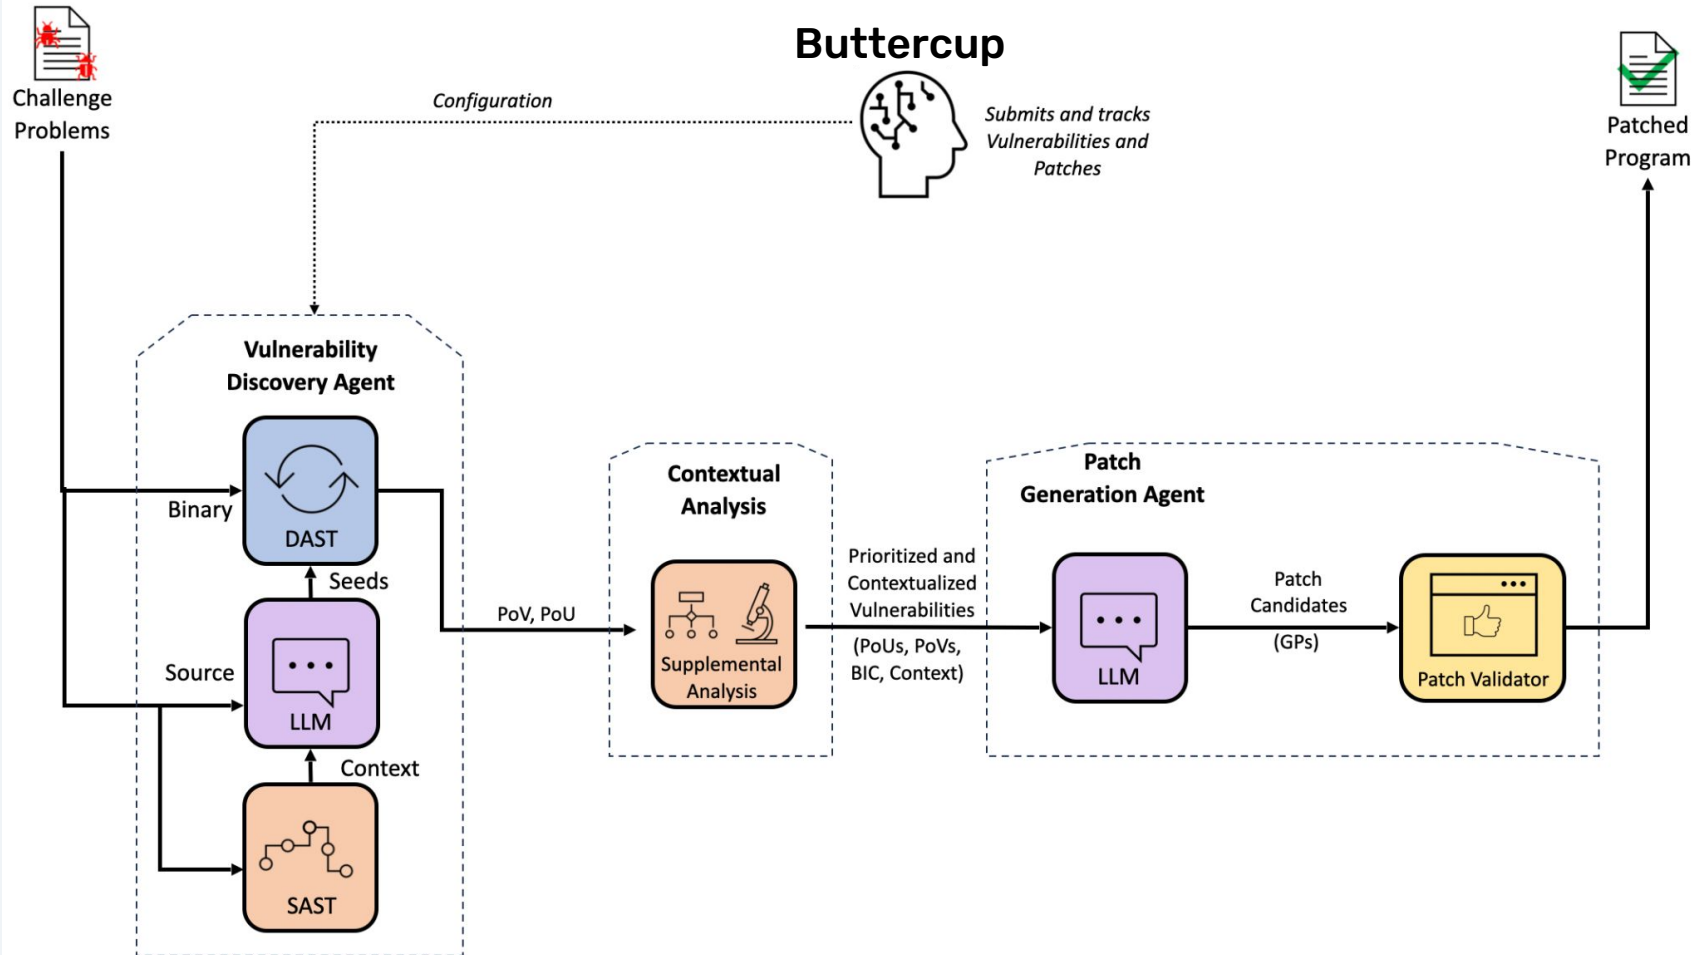 Buttercup
Challenge
Problems
Configuration
Submits and tracks
Vulnerabilities and
Patches
Patched
Program
Vulnerability
Discovery Agent
Binary
DAST
Seeds
Source
LLM
Context
SAST
PoV, PoU
Contextual
Analysis
Supplemental
Analysis
Prioritized and
Contextualized
Vulnerabilities
(PoUs, PoVs,
BIC, Context)
Patch
Generation Agent
LLM
Patch
Candidates
(GPs)
Patch Validator